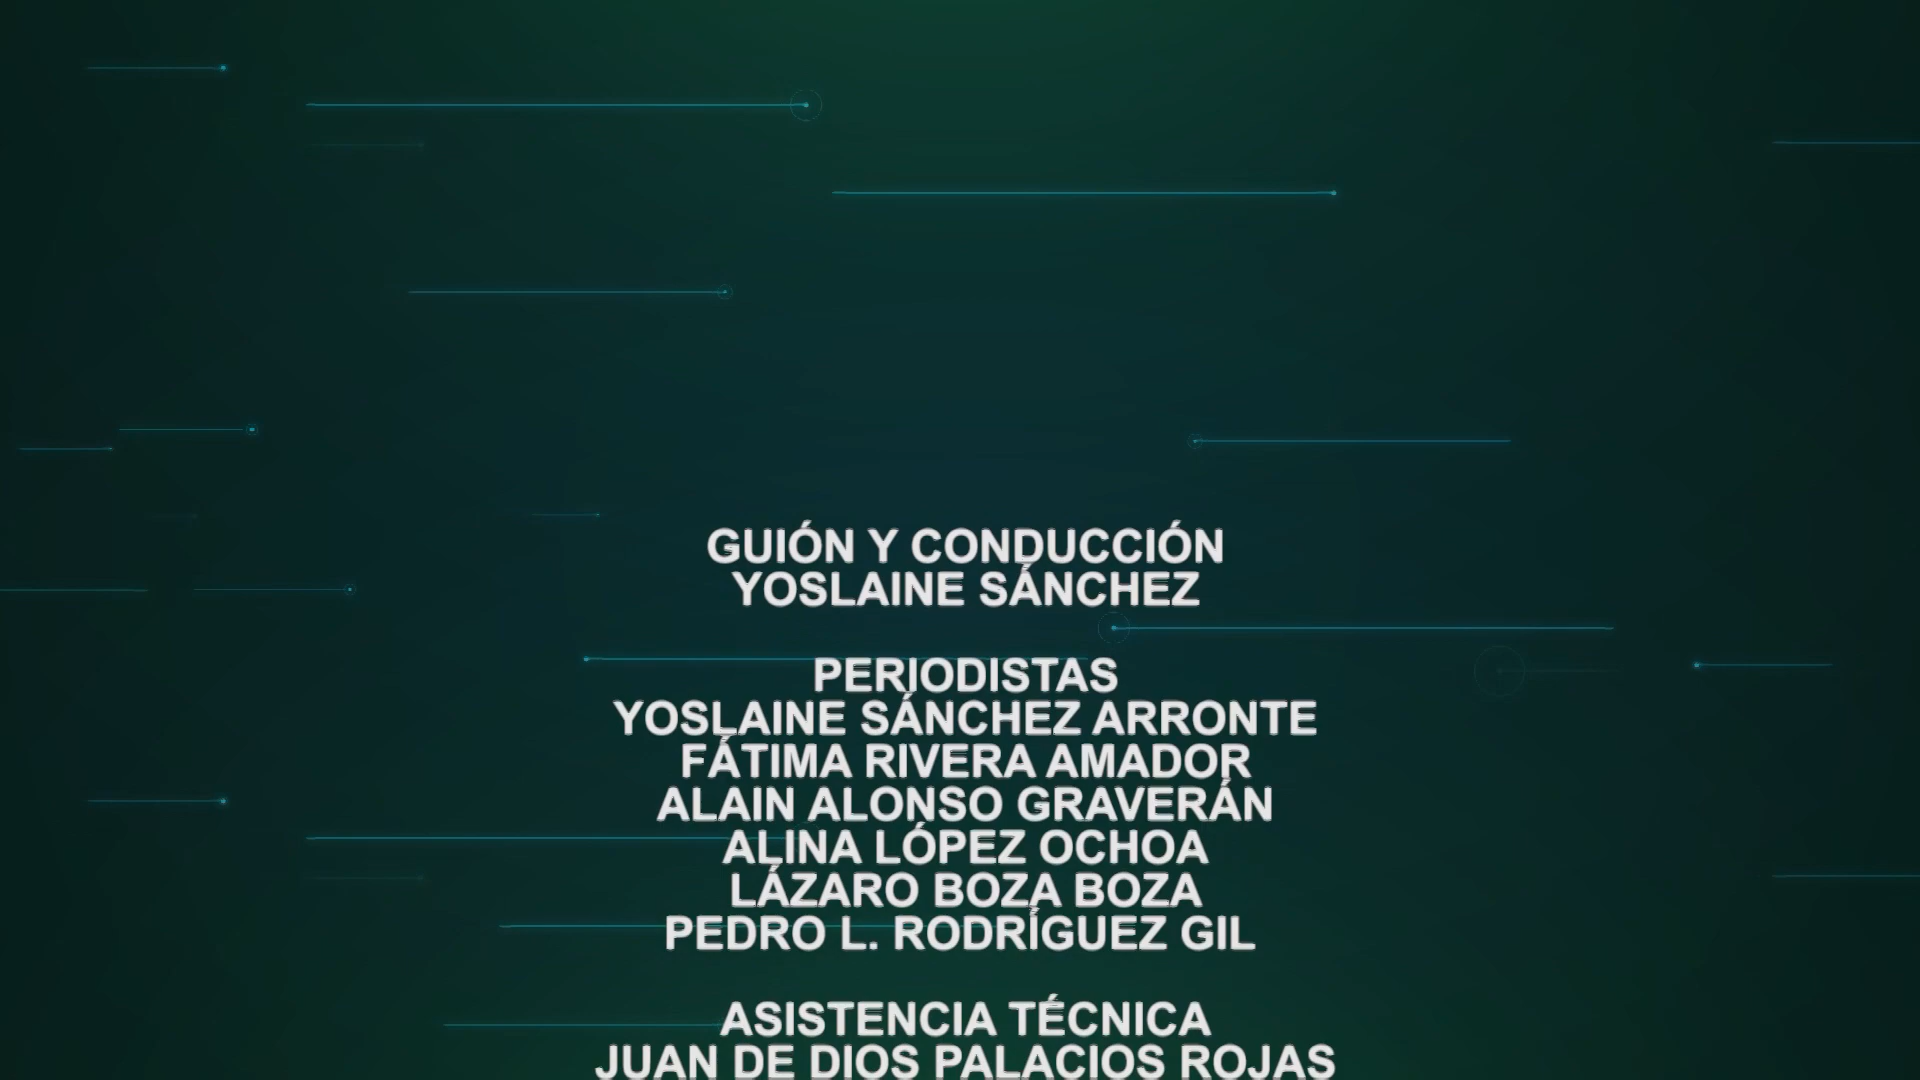 GUIÓN Y CONDUCCIÓN
YOSLAINE SÁNCHEZ
PERIODISTAS
YOSLAINE SÁNCHEZ ARRONTE
FÁTIMA RIVERA AMADOR
ALAIN ALONSO GRAVERÁN
ALINA LÓPEZ OCHOA
LÁZARO BOZA BOZA
PEDRO L. RODRÍGUEZ GIL
ASISTENCIA TÉCNICA
JUAN DE DIOS PALACIOS ROJAS